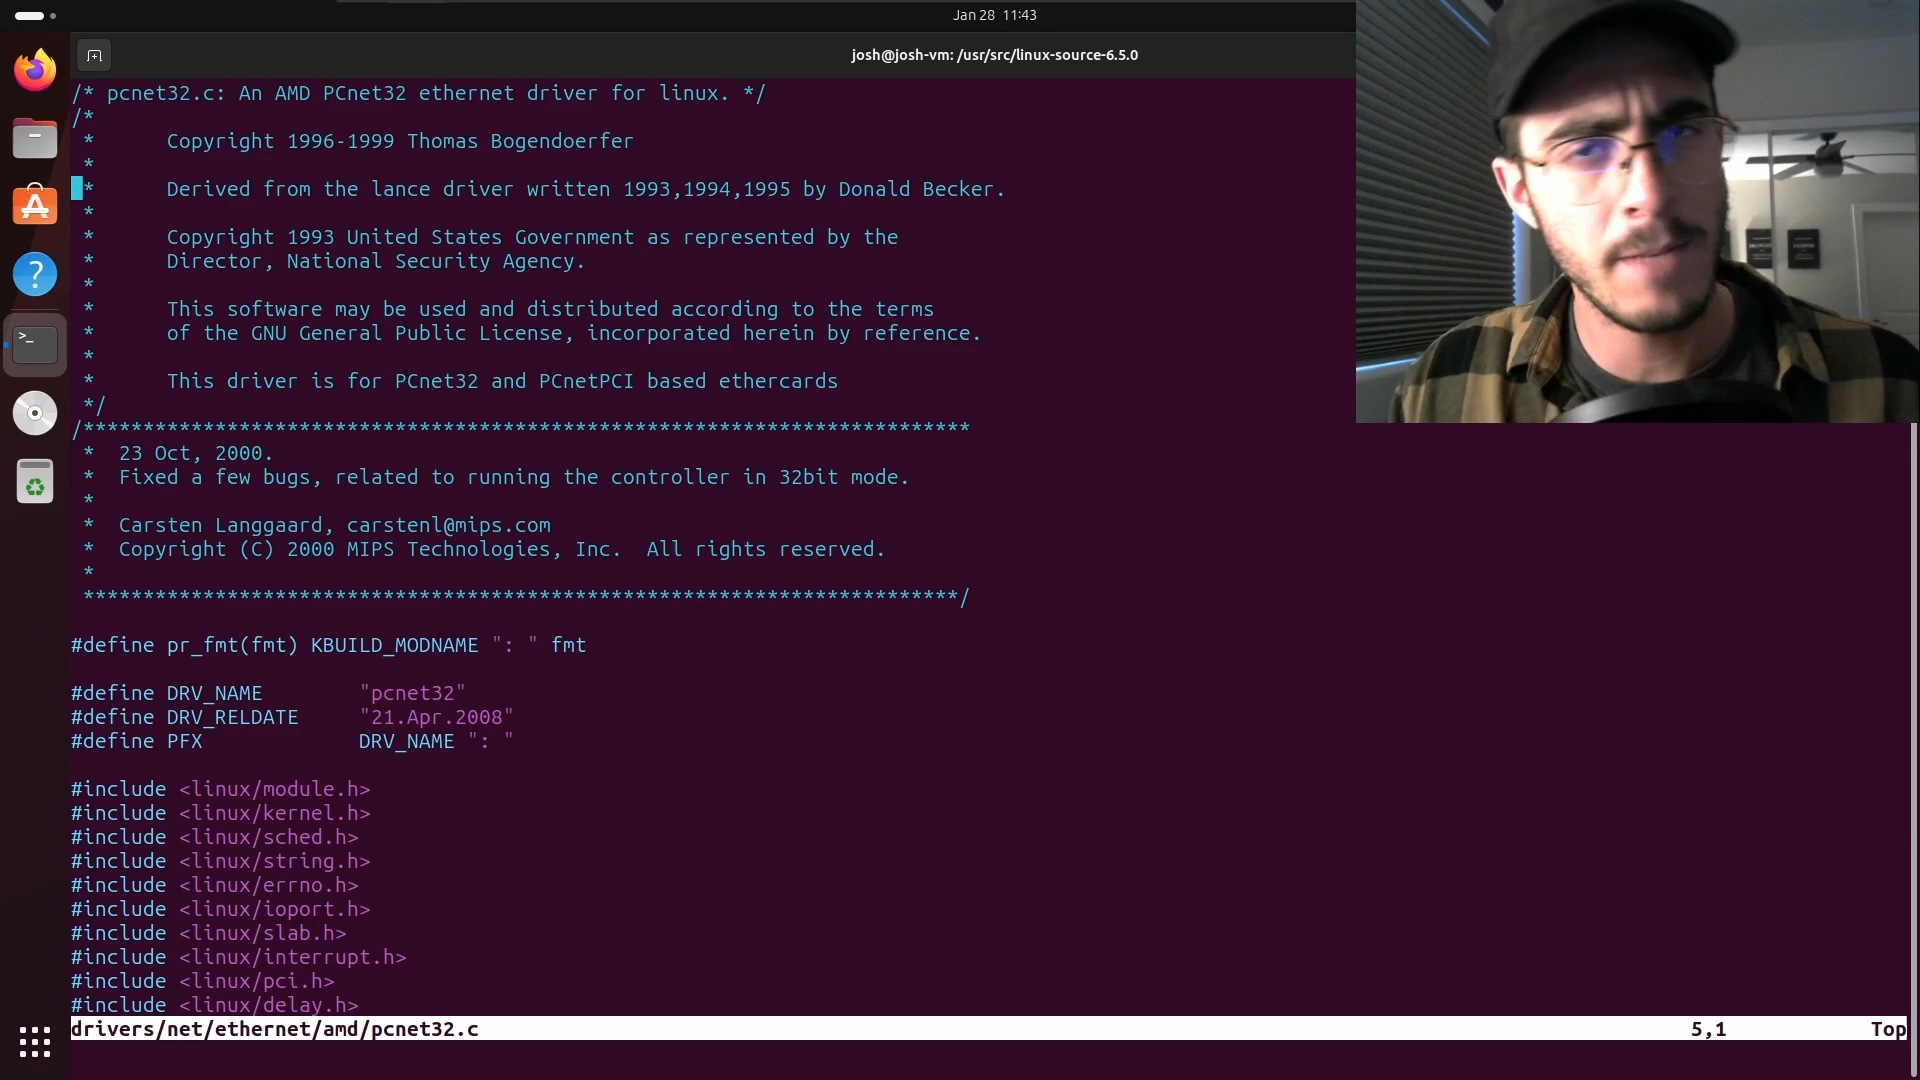 Jan 28 11:43
josh@josh-vm: /usr/src/linux-source-6.5.0
/* pcnet32.c: An AMD PCnet32 ethernet driver for linux. */
/*
 *      Copyright 1996-1999 Thomas Bogendoerfer
 *
 *      Derived from the lance driver written 1993,1994,1995 by Donald Becker.
 *
 *      Copyright 1993 United States Government as represented by the
 *      Director, National Security Agency.
 *
 *      This software may be used and distributed according to the terms
 *      of the GNU General Public License, incorporated herein by reference.
 *
 *      This driver is for PCnet32 and PCnetPCI based ethercards
 */
/**************************************************************************
 *  23 Oct, 2000.
 *  Fixed a few bugs, related to running the controller in 32bit mode.
 *
 *  Carsten Langgaard, carstenl@mips.com
 *  Copyright (C) 2000 MIPS Technologies, Inc.  All rights reserved.
 *
 *************************************************************************/
#define pr_fmt(fmt) KBUILD_MODNAME ": " fmt
#define DRV_NAME        "pcnet32"
#define DRV_RELDATE     "21.Apr.2008"
#define PFX             DRV_NAME ": "
#include <linux/module.h>
#include <linux/kernel.h>
#include <linux/sched.h>
#include <linux/string.h>
#include <linux/errno.h>
#include <linux/ioport.h>
#include <linux/slab.h>
#include <linux/interrupt.h>
#include <linux/pci.h>
#include <linux/delay.h>
drivers/net/ethernet/amd/pcnet32.c 5,1 Top